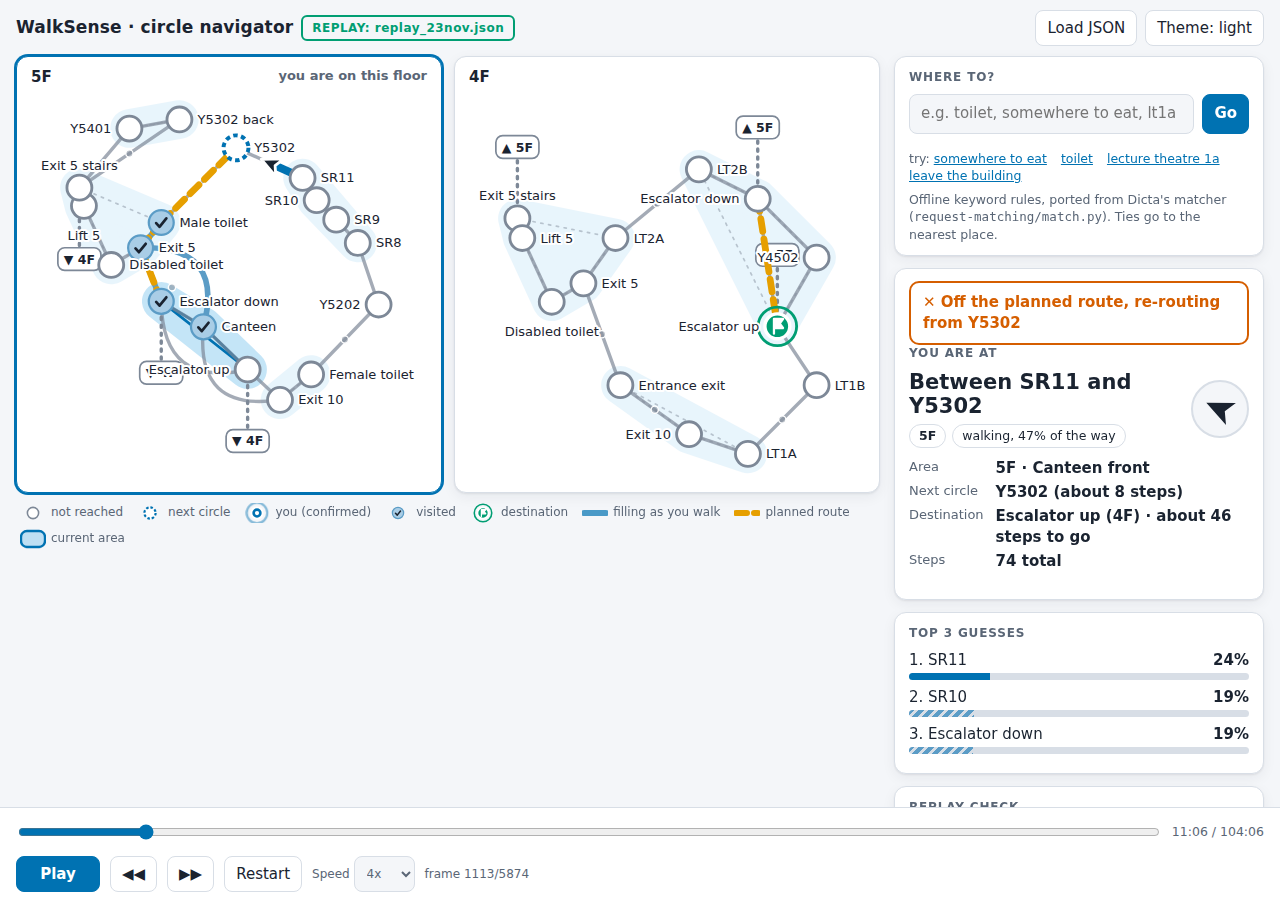 WalkSense · circle navigator
REPLAY: replay_23nov.json
Load JSON
Theme: light
5F
you are on this floor
Y5401
Y5302 back
Y5302
Exit 5 stairs
SR11
SR10
SR9
SR8
Male toilet
Lift 5
Exit 5
▼ 4F
Disabled toilet
Escalator down
Canteen
Y5202
Escalator up
Female toilet
Exit 10
▼ 4F
4F
▲ 5F
▲ 5F
LT2B
Exit 5 stairs
Escalator down
Lift 5
LT2A
Y4502
Exit 5
Disabled toilet
Escalator up
Entrance exit
LT1B
Exit 10
LT1A
not reached
next circle
you (confirmed)
visited
destination
filling as you walk
planned route
current area
WHERE TO?
e.g. toilet, somewhere to eat, lt1a
Go
try: somewhere to eat toilet lecture theatre 1a
leave the building
Offline keyword rules, ported from Dicta's matcher
(request-matching/match.py). Ties go to the
nearest place.
✕ Off the planned route, re-routing
from Y5302
YOU ARE AT
Between SR11 and
Y5302
5F
walking, 47% of the way
Area
5F · Canteen front
Next circle
Y5302 (about 8 steps)
Destination
Escalator up (4F) · about 46
steps to go
Steps
74 total
TOP 3 GUESSES
1. SR11
24%
2. SR10
19%
3. Escalator down
19%
REPLAY CHECK
11:06 / 104:06
Play
◀◀
▶▶
Restart
Speed
4x
frame 1113/5874